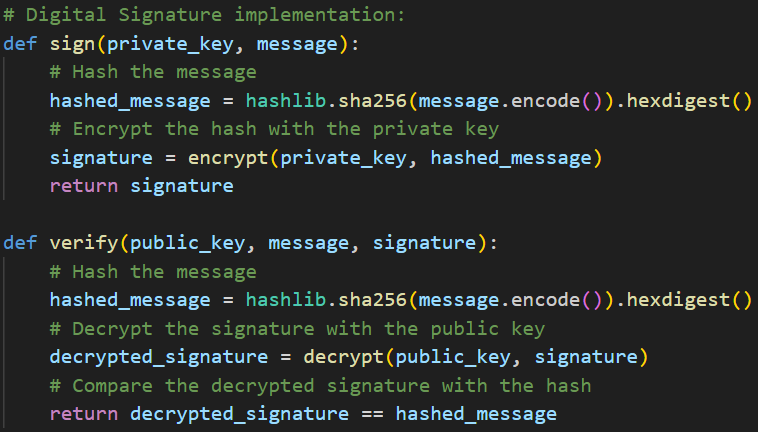 # Digital Signature implementation:
def sign(private_key, message):
    # Hash the message
    hashed_message = hashlib.sha256(message.encode()).hexdigest()
    # Encrypt the hash with the private key
    signature = encrypt(private_key, hashed_message)
    return signature

def verify(public_key, message, signature):
    # Hash the message
    hashed_message = hashlib.sha256(message.encode()).hexdigest()
    # Decrypt the signature with the public key
    decrypted_signature = decrypt(public_key, signature)
    # Compare the decrypted signature with the hash
    return decrypted_signature == hashed_message